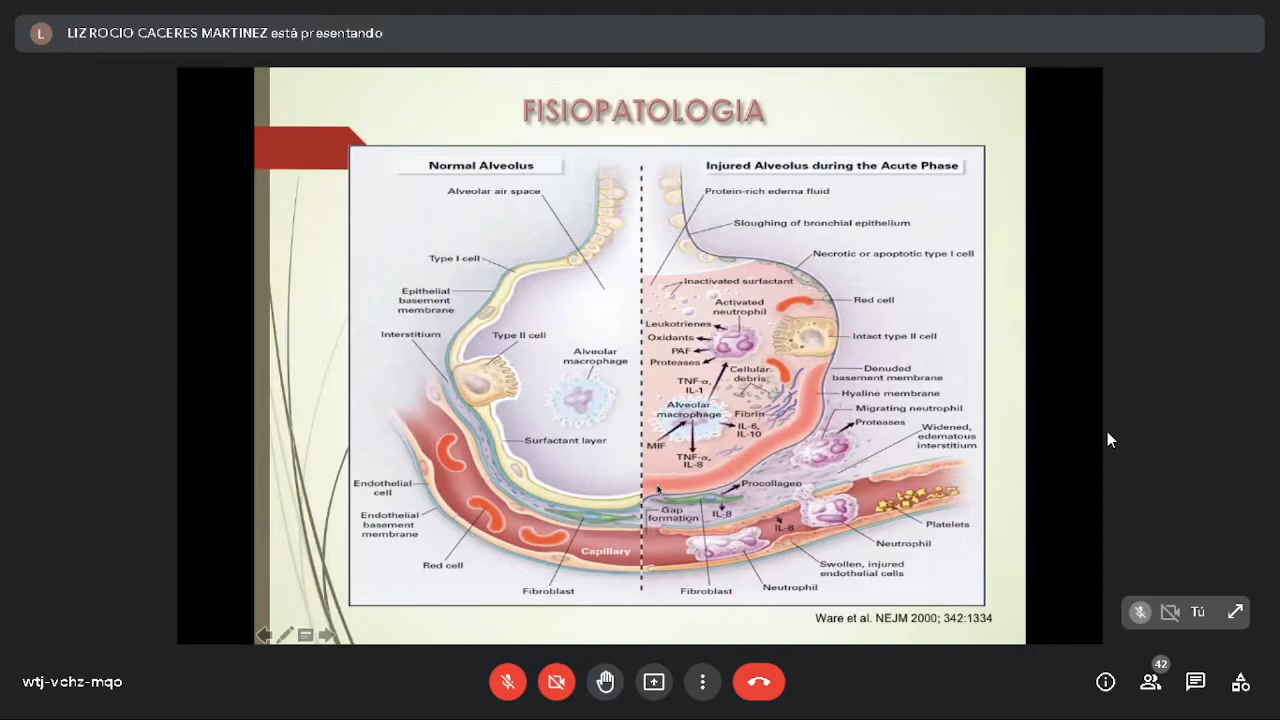 L
LIZ ROCIO CACERES MARTINEZ está presentando
FISIOPATOLOGIA
Normal Alveolus
Injured Alveolus during the Acute Phase
Alveolar air space
Protein-rich edema fluid
Sloughing of bronchial epithelium
Type I cell
Necrotic or apoptotic type I cell
Epithelial
basement
membrane
Inactivated surfactant
Activated
neutrophil
Red cell
Interstitium
Type II cell
Leukotrienes
Oxidants
PAF
Proteases
Intact type II cell
Alveolar
macrophage
Cellular
debris
Denuded
basement membrane
TNF-α,
IL-1
Hyaline membrane
Alveolar
macrophage
Fibrin
Migrating neutrophil
Proteases
IL-6,
IL-10
Widened,
edematous
interstitium
Surfactant layer
MIF
TNF-α,
IL-8
Endothelial
cell
Procollagen
Gap
formation
IL-8
IL-8
Endothelial
basement
membrane
Platelets
Capillary
Neutrophil
Red cell
Swollen, injured
endothelial cells
Fibroblast
Fibroblast
Neutrophil
Ware et al. NEJM 2000; 342:1334
Tú
wtj-vchz-mqo
42